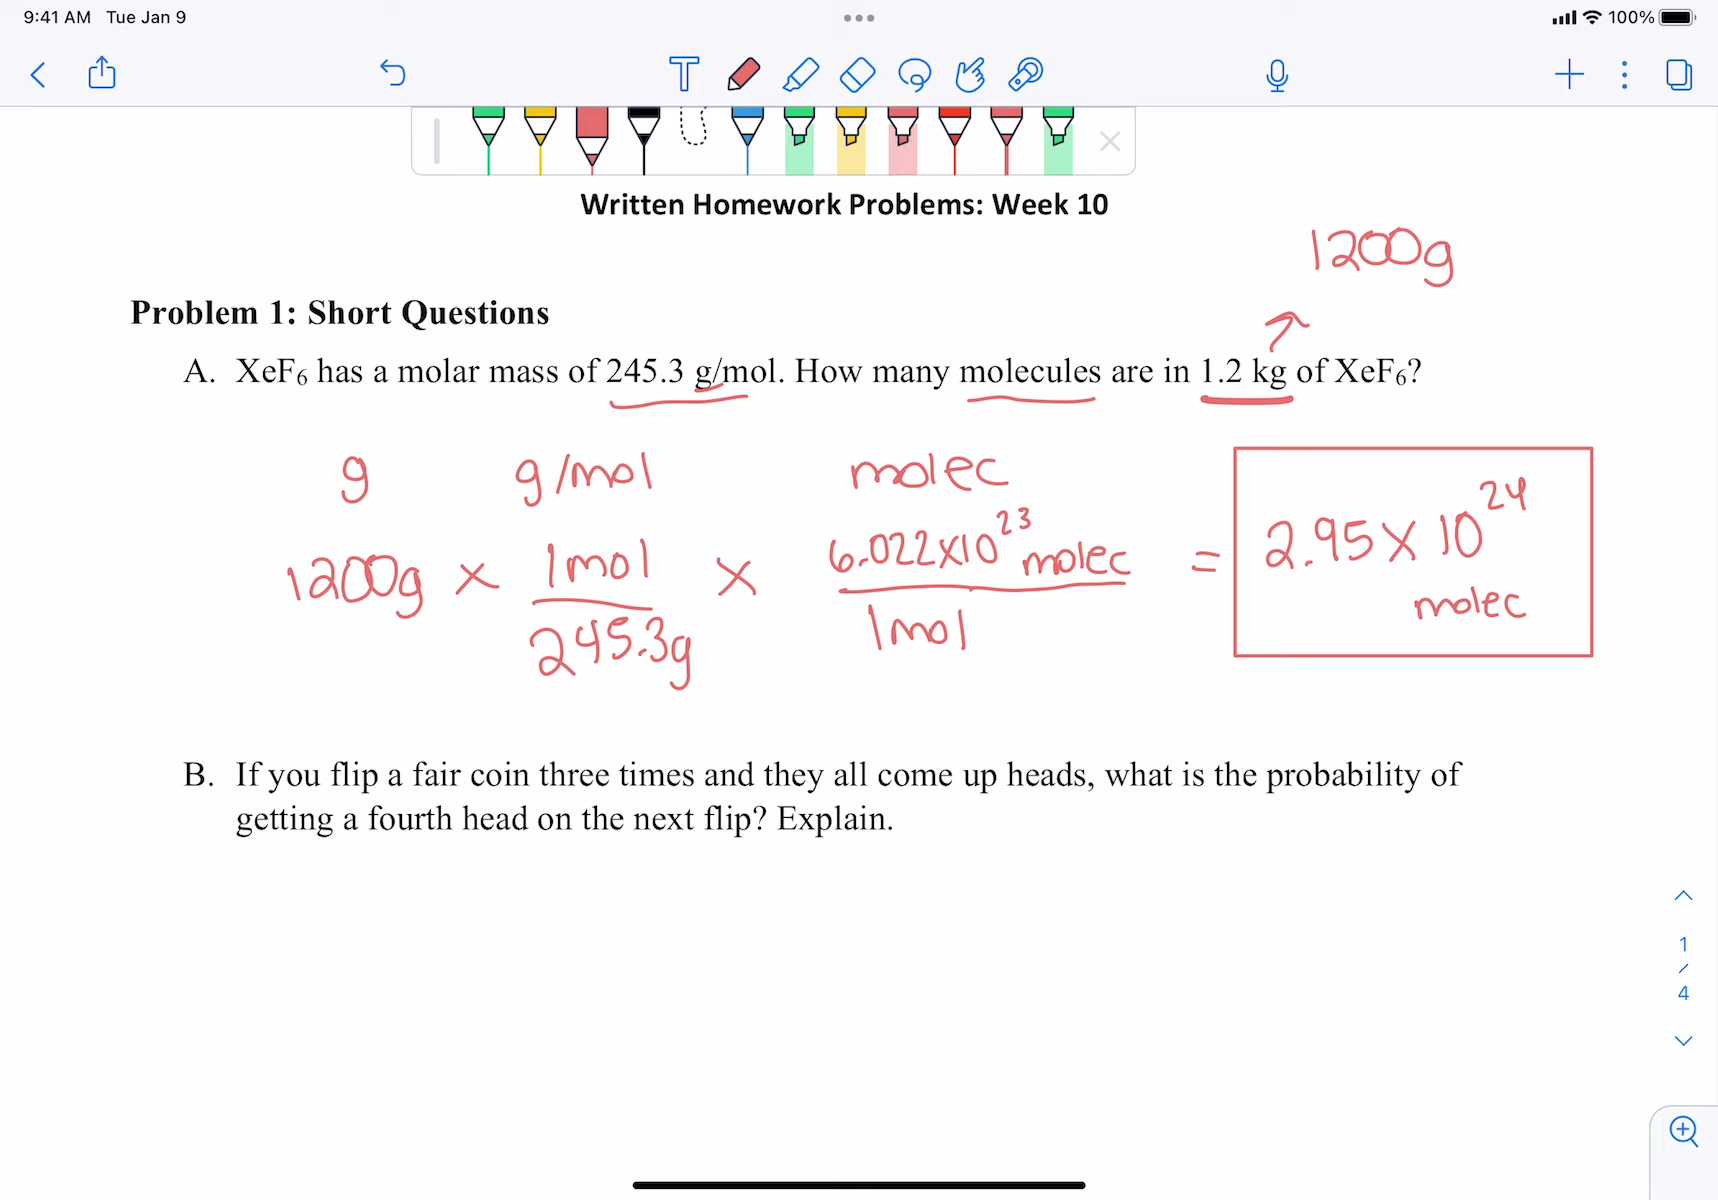 9:41 AM Tue Jan 9
100%
Written Homework Problems: Week 10
1200g
Problem 1: Short Questions
A. XeF6 has a molar mass of 245.3 g/mol. How many molecules are in 1.2 kg of XeF6?
g g/mol molec
1200g x 1mol/245.3g x 6.022x10^23 molec/1mol = 2.95 x 10^24 molec
B. If you flip a fair coin three times and they all come up heads, what is the probability of
getting a fourth head on the next flip? Explain.
1
/
4